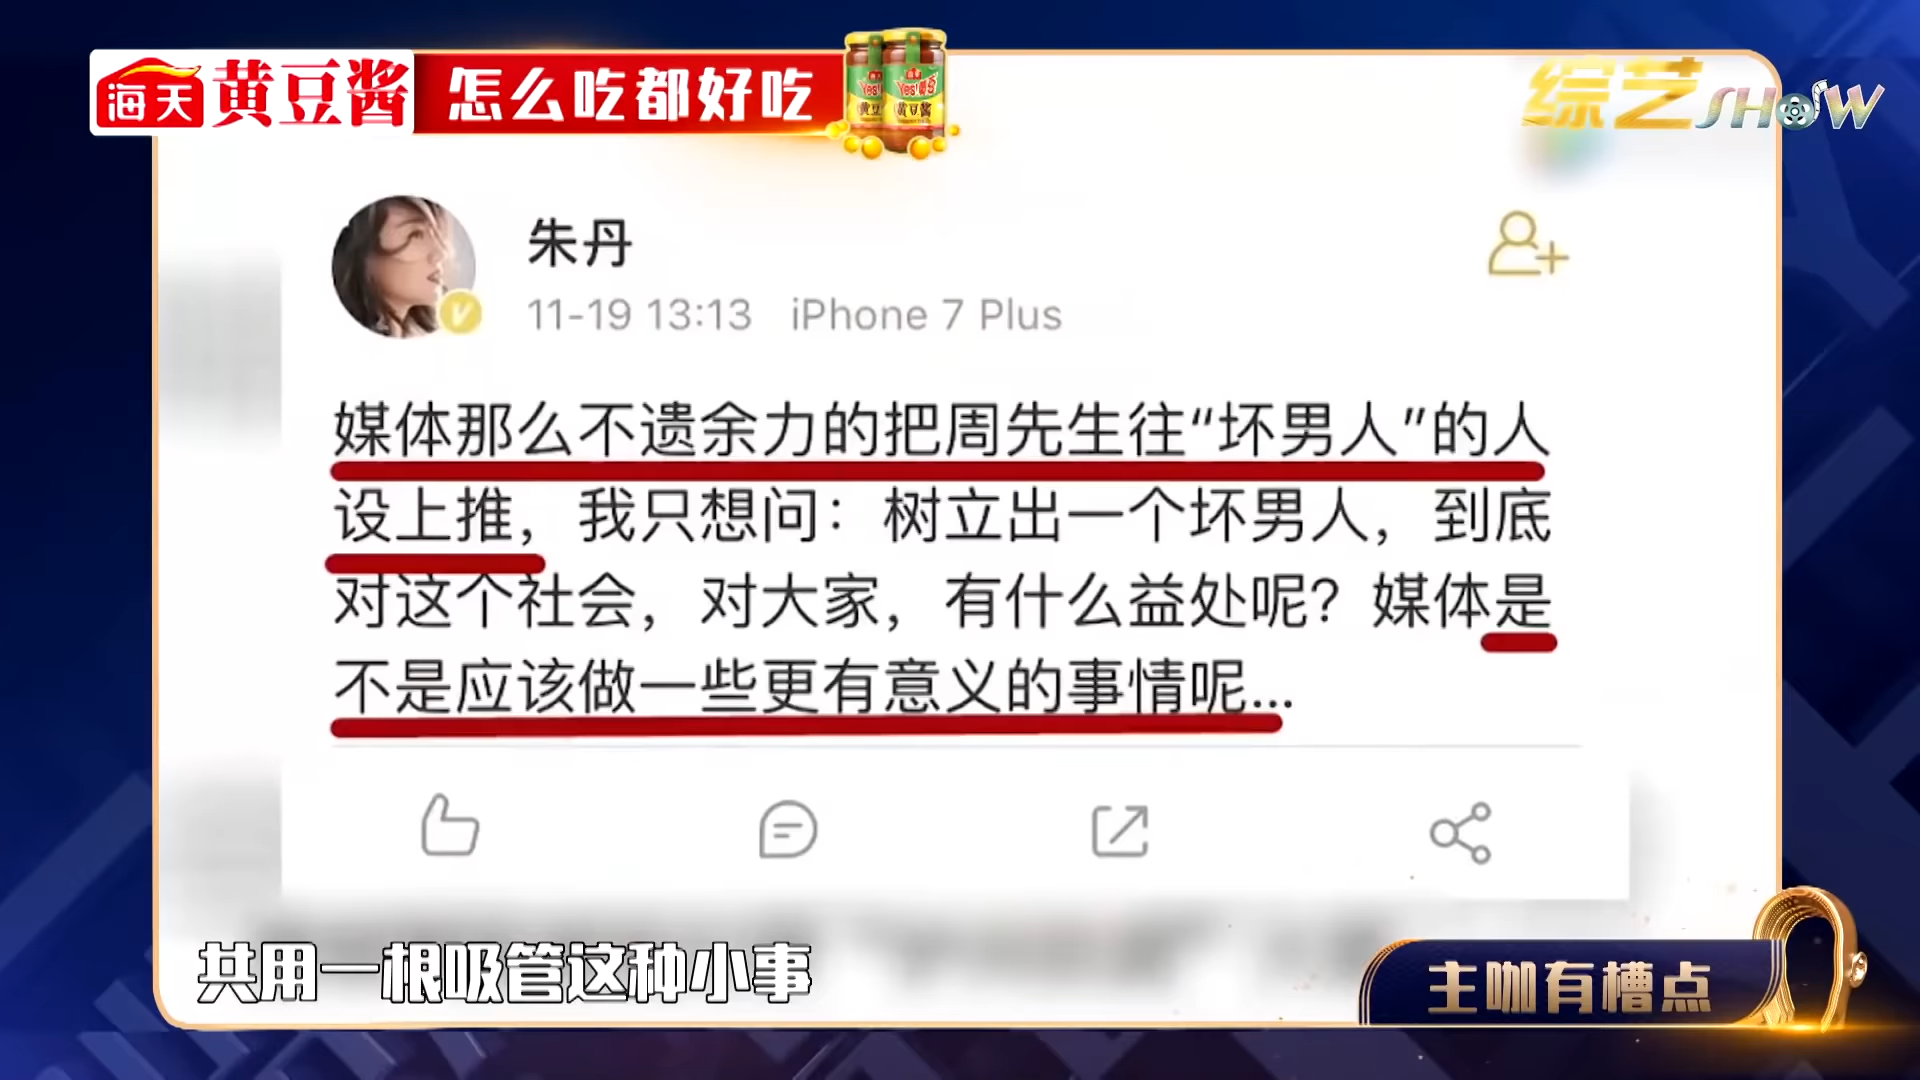 海天 黄豆酱 怎么吃都好吃
综艺SHOW
朱丹
11-19 13:13 iPhone 7 Plus
媒体那么不遗余力的把周先生往“坏男人”的人
设上推，我只想问：树立出一个坏男人，到底
对这个社会，对大家，有什么益处呢？媒体是
不是应该做一些更有意义的事情呢...
共用一根吸管这种小事
主咖有槽点